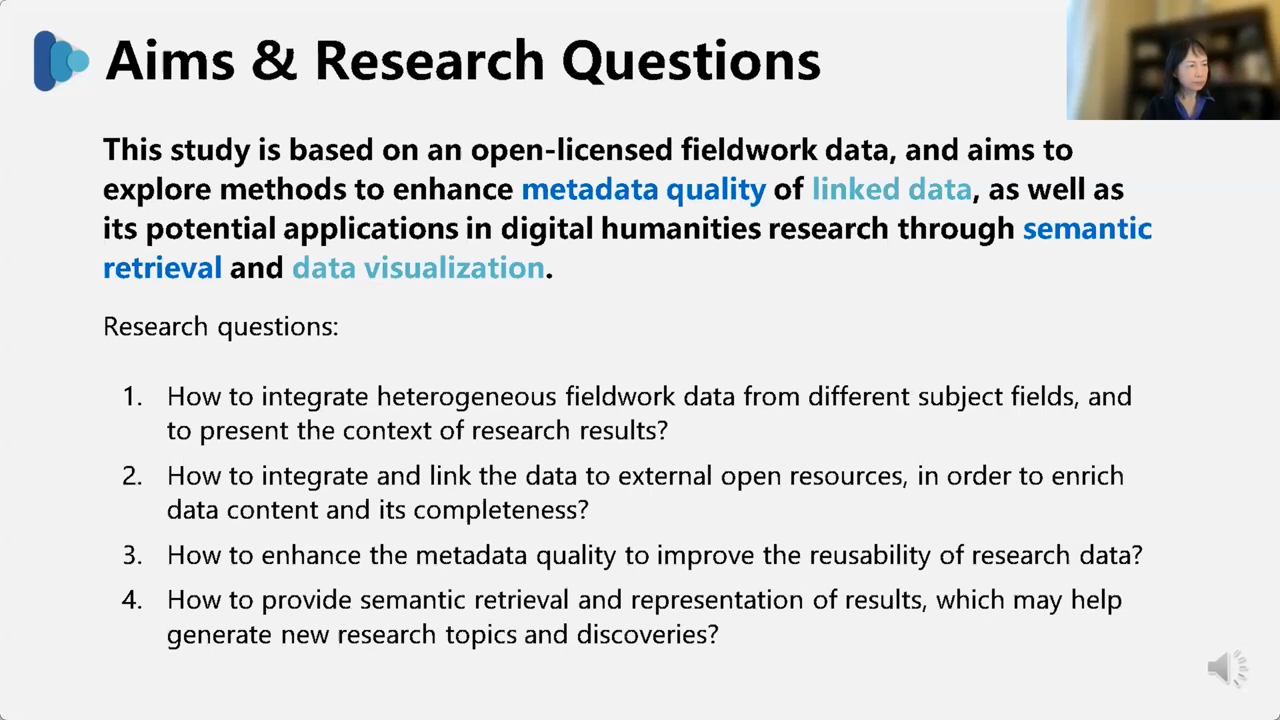 Aims & Research Questions
This study is based on an open-licensed fieldwork data, and aims to
explore methods to enhance metadata quality of linked data, as well as
its potential applications in digital humanities research through semantic
retrieval and data visualization.
Research questions:
1. How to integrate heterogeneous fieldwork data from different subject fields, and
to present the context of research results?
2. How to integrate and link the data to external open resources, in order to enrich
data content and its completeness?
3. How to enhance the metadata quality to improve the reusability of research data?
4. How to provide semantic retrieval and representation of results, which may help
generate new research topics and discoveries?